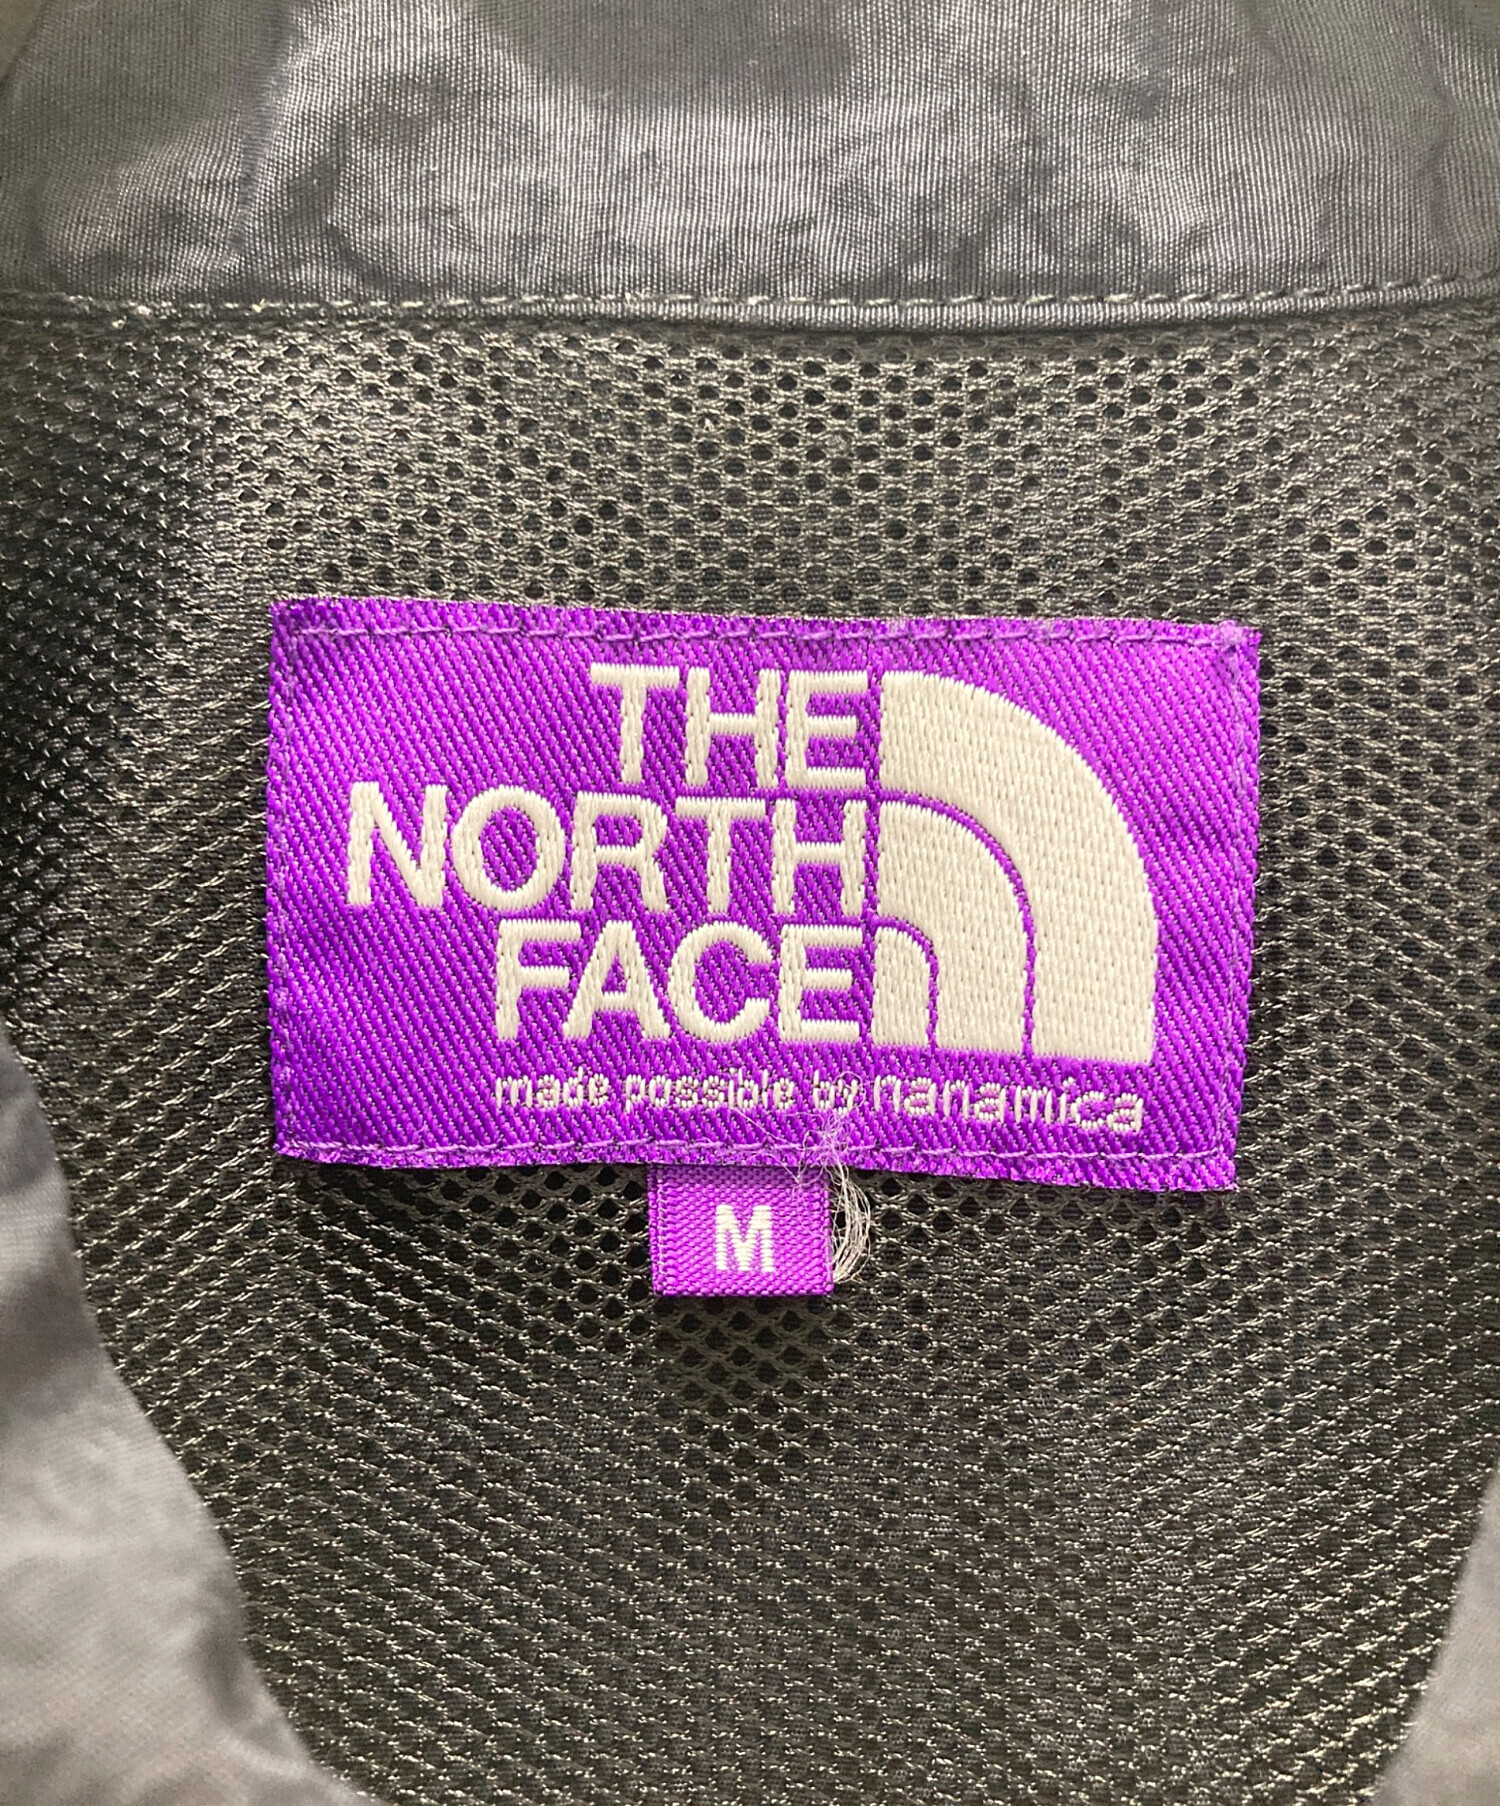 THE
NORTH
FACE
made possible by nanamica
M